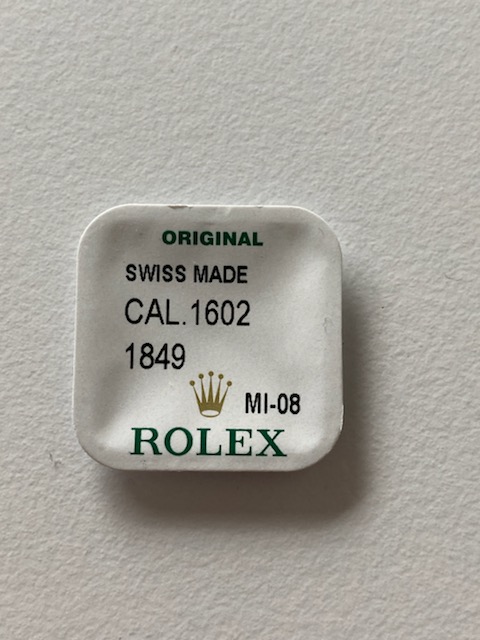 ORIGINAL
SWISS MADE
CAL.1602
1849
MI-08
ROLEX